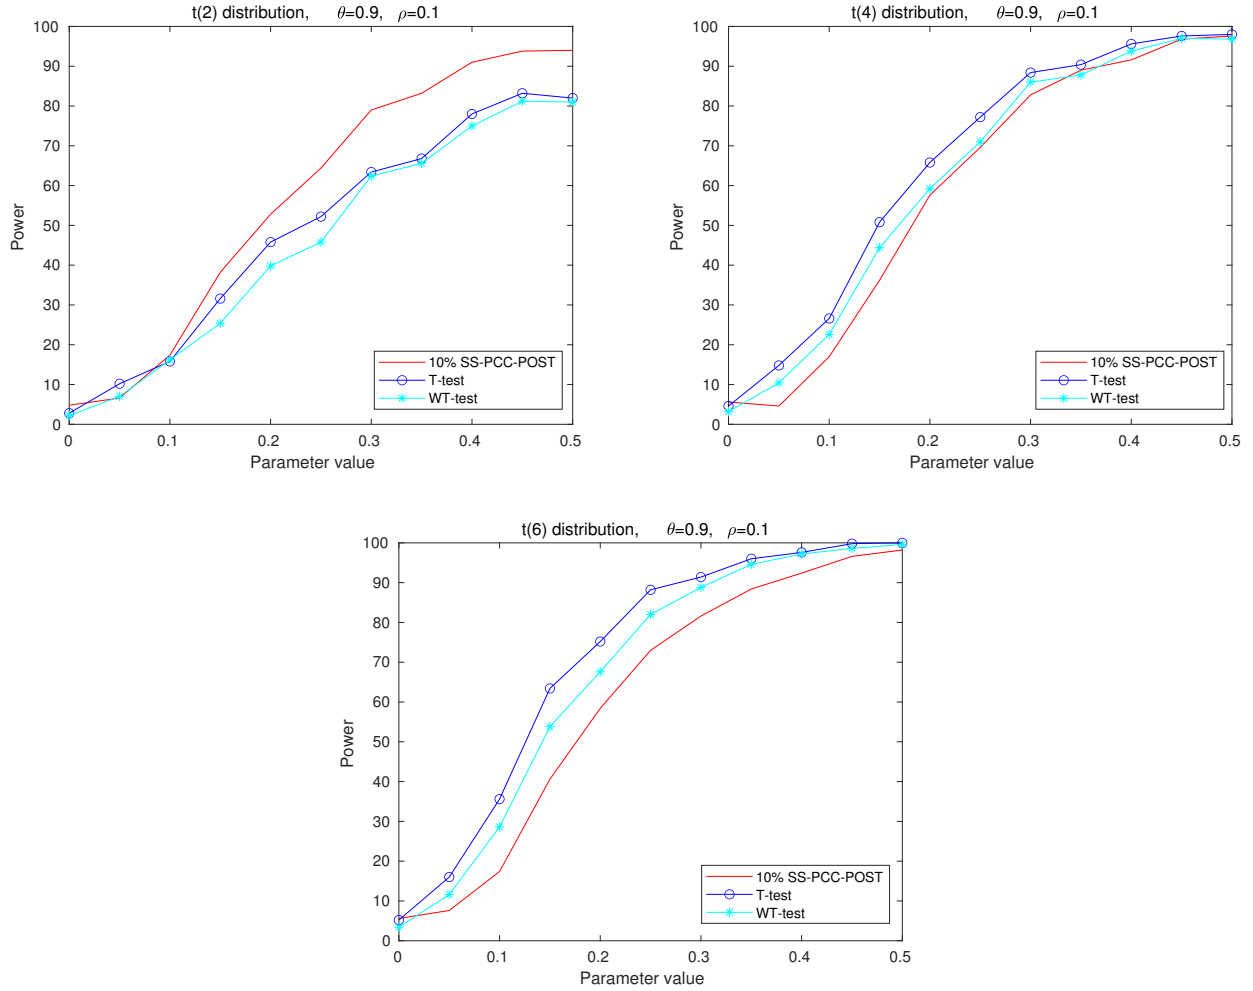 t(2) distribution, θ=0.9, ρ=0.1
100
90
80
70
60
50
40
30
20
10
0
Power
10% SS-PCC-POST
T-test
WT-test
0 0.1 0.2 0.3 0.4 0.5
Parameter value
t(4) distribution, θ=0.9, ρ=0.1
100
90
80
70
60
50
40
30
20
10
0
Power
10% SS-PCC-POST
T-test
WT-test
0 0.1 0.2 0.3 0.4 0.5
Parameter value
t(6) distribution, θ=0.9, ρ=0.1
100
90
80
70
60
50
40
30
20
10
0
Power
10% SS-PCC-POST
T-test
WT-test
0 0.1 0.2 0.3 0.4 0.5
Parameter value